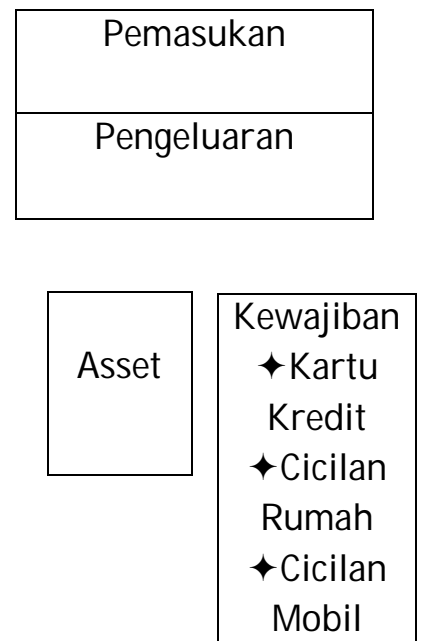 Pemasukan
Pengeluaran
Asset
Kewajiban
✦Kartu
Kredit
✦Cicilan
Rumah
✦Cicilan
Mobil